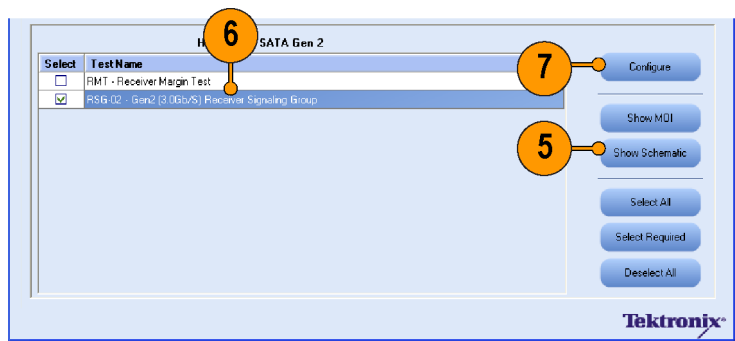 6
SATA Gen 2
Select Test Name
RMT - Receiver Margin Test
RSG-02 - Gen2 (3.0Gb/S) Receiver Signaling Group
7
Configure
Show MOI
5
Show Schematic
Select All
Select Required
Deselect All
Tektronix